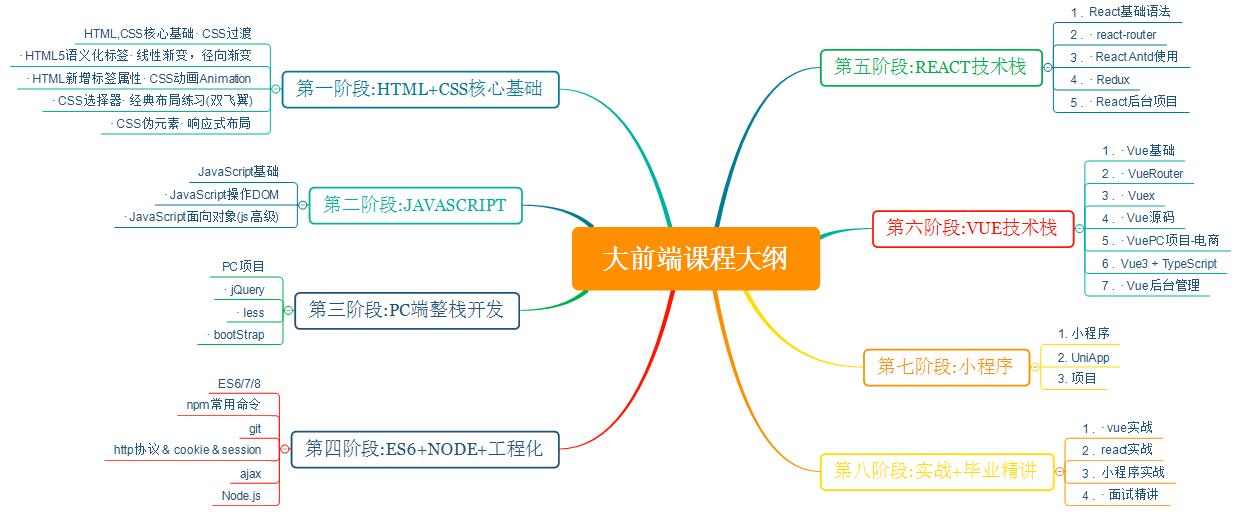 大前端课程大纲
第一阶段:HTML+CSS核心基础
HTML,CSS核心基础· CSS过渡
· HTML5语义化标签· 线性渐变，径向渐变
· HTML新增标签属性· CSS动画Animation
· CSS选择器· 经典布局练习(双飞翼)
· CSS伪元素· 响应式布局
第二阶段:JAVASCRIPT
JavaScript基础
· JavaScript操作DOM
· JavaScript面向对象(js高级)
第三阶段:PC端整栈开发
PC项目
· jQuery
· less
· bootStrap
第四阶段:ES6+NODE+工程化
ES6/7/8
npm常用命令
git
http协议 & cookie & session
ajax
Node.js
第五阶段:REACT技术栈
1． React基础语法
2．· react-router
3．· React Antd使用
4．· Redux
5．· React后台项目
第六阶段:VUE技术栈
1．· Vue基础
2．· VueRouter
3．· Vuex
4．· Vue源码
5．· VuePC项目-电商
6．Vue3 + TypeScript
7．· Vue后台管理
第七阶段:小程序
1. 小程序
2. UniApp
3. 项目
第八阶段:实战+毕业精讲
1．· vue实战
2．react实战
3．小程序实战
4．· 面试精讲